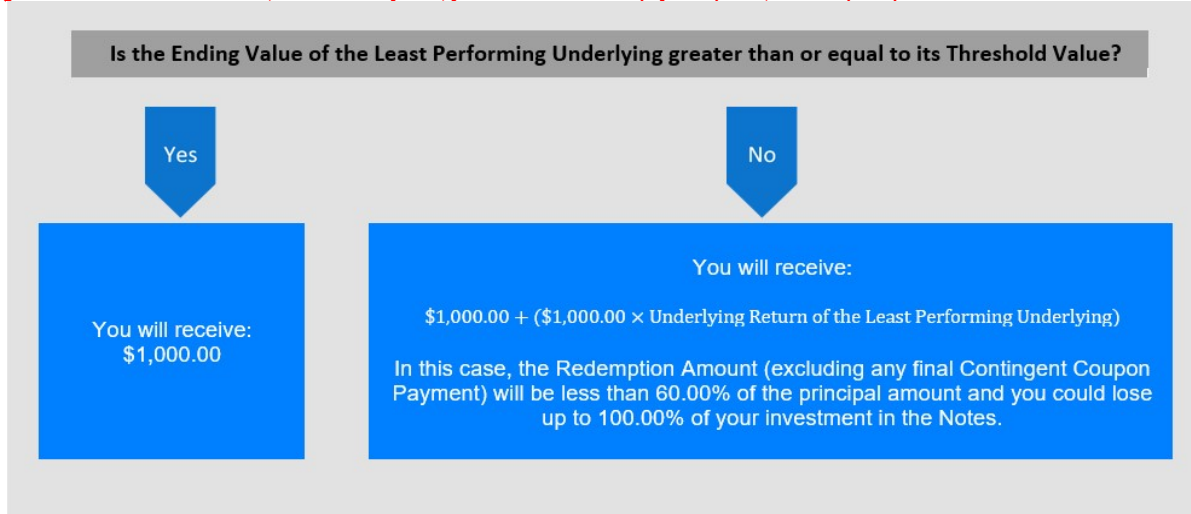 Is the Ending Value of the Least Performing Underlying greater than or equal to its Threshold Value?
Yes
No
You will receive:
$1,000.00
You will receive:
$1,000.00 + ($1,000.00 × Underlying Return of the Least Performing Underlying)
In this case, the Redemption Amount (excluding any final Contingent Coupon
Payment) will be less than 60.00% of the principal amount and you could lose
up to 100.00% of your investment in the Notes.